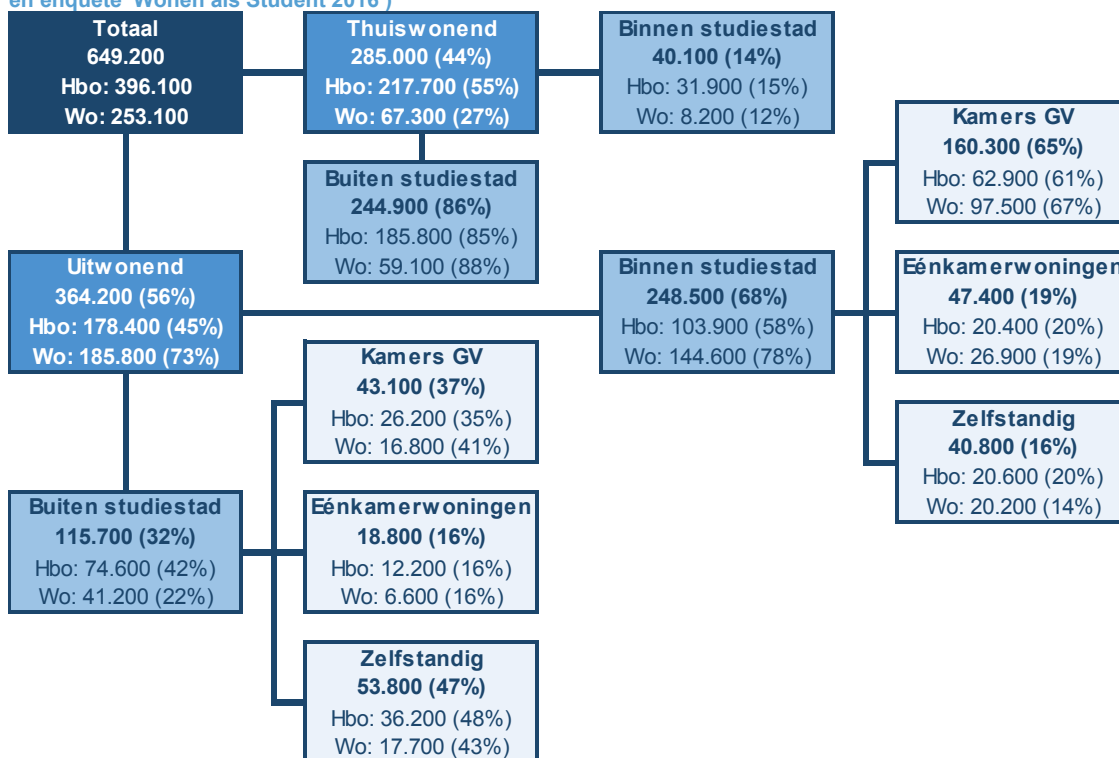 en enquête 'Wonen als Student 2016')
Totaal
649.200
Hbo: 396.100
Wo: 253.100
Thuiswonend
285.000 (44%)
Hbo: 217.700 (55%)
Wo: 67.300 (27%)
Binnen studiestad
40.100 (14%)
Hbo: 31.900 (15%)
Wo: 8.200 (12%)
Buiten studiestad
244.900 (86%)
Hbo: 185.800 (85%)
Wo: 59.100 (88%)
Uitwonend
364.200 (56%)
Hbo: 178.400 (45%)
Wo: 185.800 (73%)
Binnen studiestad
248.500 (68%)
Hbo: 103.900 (58%)
Wo: 144.600 (78%)
Kamers GV
160.300 (65%)
Hbo: 62.900 (61%)
Wo: 97.500 (67%)
Eénkamerwoningen
47.400 (19%)
Hbo: 20.400 (20%)
Wo: 26.900 (19%)
Zelfstandig
40.800 (16%)
Hbo: 20.600 (20%)
Wo: 20.200 (14%)
Buiten studiestad
115.700 (32%)
Hbo: 74.600 (42%)
Wo: 41.200 (22%)
Kamers GV
43.100 (37%)
Hbo: 26.200 (35%)
Wo: 16.800 (41%)
Eénkamerwoningen
18.800 (16%)
Hbo: 12.200 (16%)
Wo: 6.600 (16%)
Zelfstandig
53.800 (47%)
Hbo: 36.200 (48%)
Wo: 17.700 (43%)